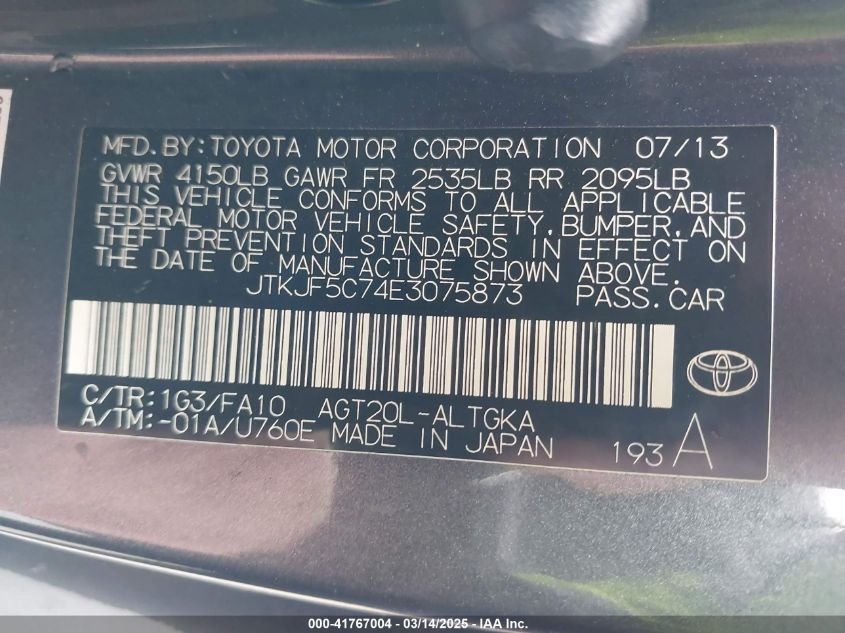 MFD.BY:TOYOTA MOTOR CORPORATION 07/13
GVWR 4150LB GAWR FR 2535LB RR 2095LB
THIS VEHICLE CONFORMS TO ALL APPLICABLE
FEDERAL MOTOR VEHICLE SAFETY,BUMPER,AND
THEFT PREVENTION STANDARDS IN EFFECT ON
THE DATE OF MANUFACTURE SHOWN ABOVE.
JTKJF5C74E3075873 PASS.CAR
C/TR:1G3/FA10 AGT20L-ALTGKA
A/TM:-01A/U760E MADE IN JAPAN 193 A
000-41767004 - 03/14/2025 - IAA Inc.